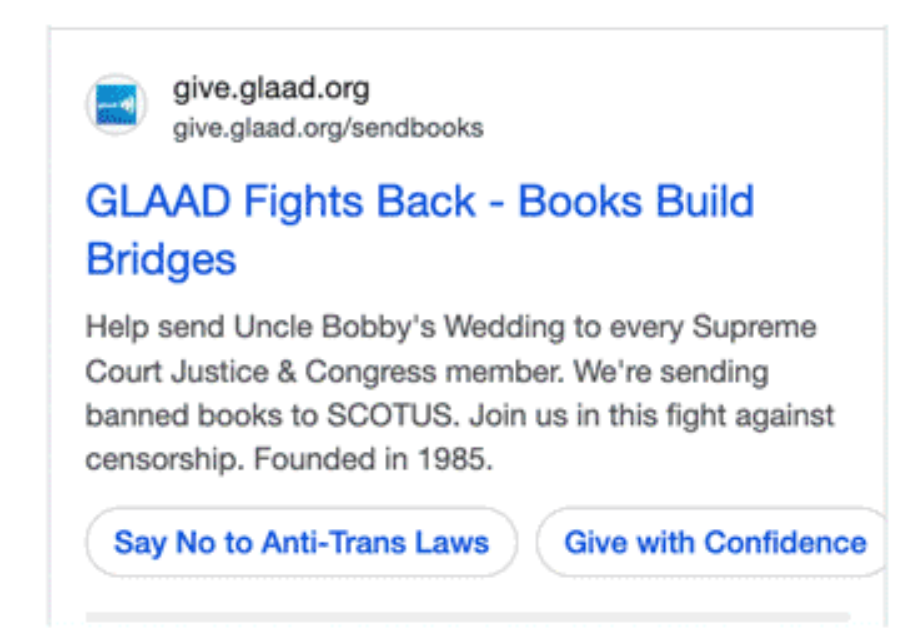 give.glaad.org
give.glaad.org/sendbooks
GLAAD Fights Back - Books Build
Bridges
Help send Uncle Bobby's Wedding to every Supreme
Court Justice & Congress member. We're sending
banned books to SCOTUS. Join us in this fight against
censorship. Founded in 1985.
Say No to Anti-Trans Laws
Give with Confidence